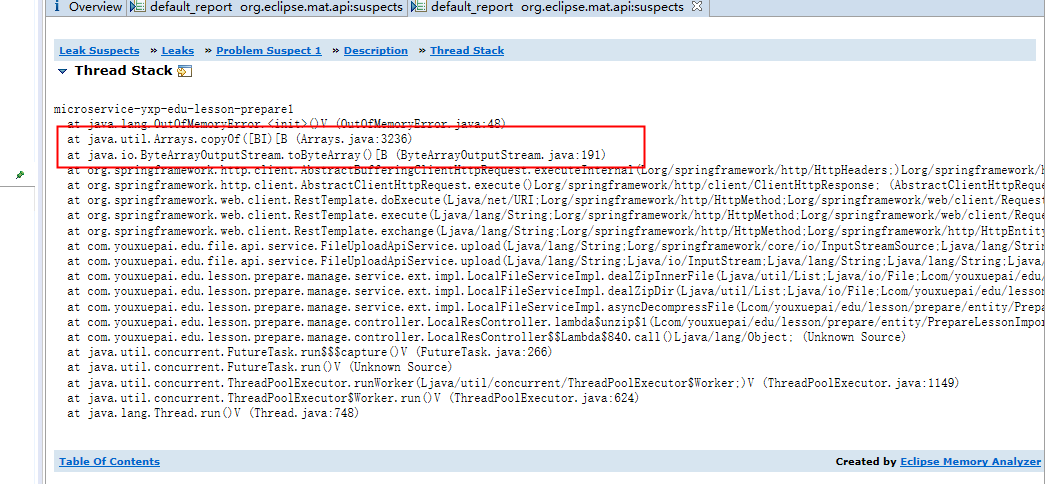 i Overview default_report org.eclipse.mat.api:suspects default_report org.eclipse.mat.api:suspects
Leak Suspects » Leaks » Problem Suspect 1 » Description » Thread Stack
Thread Stack
microservice-yxp-edu-lesson-prepare1
at java.lang.OutOfMemoryError.<init>()V (OutOfMemoryError.java:48)
at java.util.Arrays.copyOf([BI)[B (Arrays.java:3236)
at java.io.ByteArrayOutputStream.toByteArray()[B (ByteArrayOutputStream.java:191)
at org.springframework.http.client.AbstractBufferingClientHttpRequest.executeInternal(Lorg/springframework/http/HttpHeaders;)Lorg/springframework/h
at org.springframework.http.client.AbstractClientHttpRequest.execute()Lorg/springframework/http/client/ClientHttpResponse; (AbstractClientHttpReque
at org.springframework.web.client.RestTemplate.doExecute(Ljava/net/URI;Lorg/springframework/http/HttpMethod;Lorg/springframework/web/client/Request
at org.springframework.web.client.RestTemplate.execute(Ljava/lang/String;Lorg/springframework/http/HttpMethod;Lorg/springframework/web/client/Reque
at org.springframework.web.client.RestTemplate.exchange(Ljava/lang/String;Lorg/springframework/http/HttpMethod;Lorg/springframework/http/HttpEntity
at com.youxuepai.edu.file.api.service.FileUploadApiService.upload(Ljava/lang/String;Lorg/springframework/core/io/InputStreamSource;Ljava/lang/Strin
at com.youxuepai.edu.file.api.service.FileUploadApiService.upload(Ljava/lang/String;Ljava/io/InputStream;Ljava/lang/String;Ljava/lang/String;Ljava/
at com.youxuepai.edu.lesson.prepare.manage.service.ext.impl.LocalFileServiceImpl.dealZipInnerFile(Ljava/util/List;Ljava/io/File;Lcom/youxuepai/edu/
at com.youxuepai.edu.lesson.prepare.manage.service.ext.impl.LocalFileServiceImpl.dealZipDir(Ljava/util/List;Ljava/io/File;Lcom/youxuepai/edu/lesson
at com.youxuepai.edu.lesson.prepare.manage.service.ext.impl.LocalFileServiceImpl.asyncDecompressFile(Lcom/youxuepai/edu/lesson/prepare/entity/Prepa
at com.youxuepai.edu.lesson.prepare.manage.controller.LocalResController.lambda$unzip$1(Lcom/youxuepai/edu/lesson/prepare/entity/PrepareLessonImpor
at com.youxuepai.edu.lesson.prepare.manage.controller.LocalResController$$Lambda$840.call()Ljava/lang/Object; (Unknown Source)
at java.util.concurrent.FutureTask.run$$$capture()V (FutureTask.java:266)
at java.util.concurrent.FutureTask.run()V (Unknown Source)
at java.util.concurrent.ThreadPoolExecutor.runWorker(Ljava/util/concurrent/ThreadPoolExecutor$Worker;)V (ThreadPoolExecutor.java:1149)
at java.util.concurrent.ThreadPoolExecutor$Worker.run()V (ThreadPoolExecutor.java:624)
at java.lang.Thread.run()V (Thread.java:748)
Table Of Contents Created by Eclipse Memory Analyzer